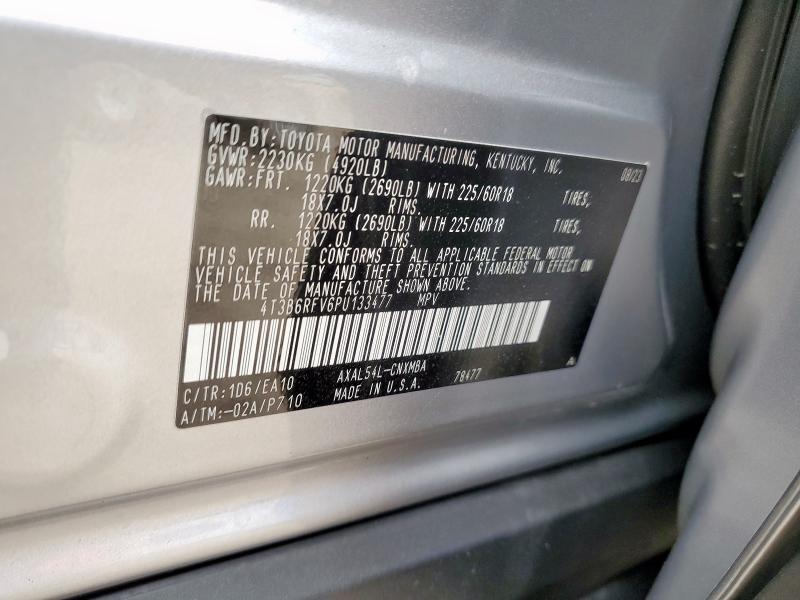 MFD. BY: TOYOTA MOTOR MANUFACTURING, KENTUCKY, INC. 08/23
GVWR: 2230KG (4920LB)
GAWR: FRT. 1220KG (2690LB) WITH 225/60R18 TIRES,
18X7.0J RIMS.
RR. 1220KG (2690LB) WITH 225/60R18 TIRES,
18X7.0J RIMS.
THIS VEHICLE CONFORMS TO ALL APPLICABLE FEDERAL MOTOR
VEHICLE SAFETY AND THEFT PREVENTION STANDARDS IN EFFECT ON
THE DATE OF MANUFACTURE SHOWN ABOVE.
4T3B6RFV6PU133477 MPV
C/TR: 1D6/EA10 AXAL54L-CNXMBA 78477 A
A/TM: -02A/P710 MADE IN U.S.A.